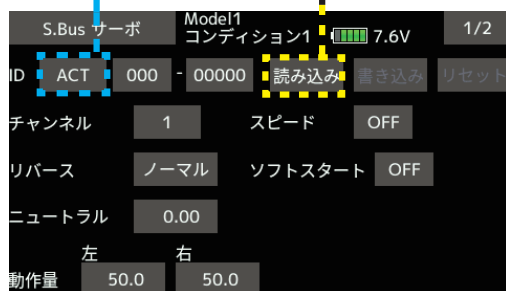 S.Bus サーボ Model1 1/2
コンディション1 7.6V
ID ACT 000 - 00000 読み込み 書き込み リセット
チャンネル 1 スピード OFF
リバース ノーマル ソフトスタート OFF
ニュートラル 0.00
左 右
動作量 50.0 50.0